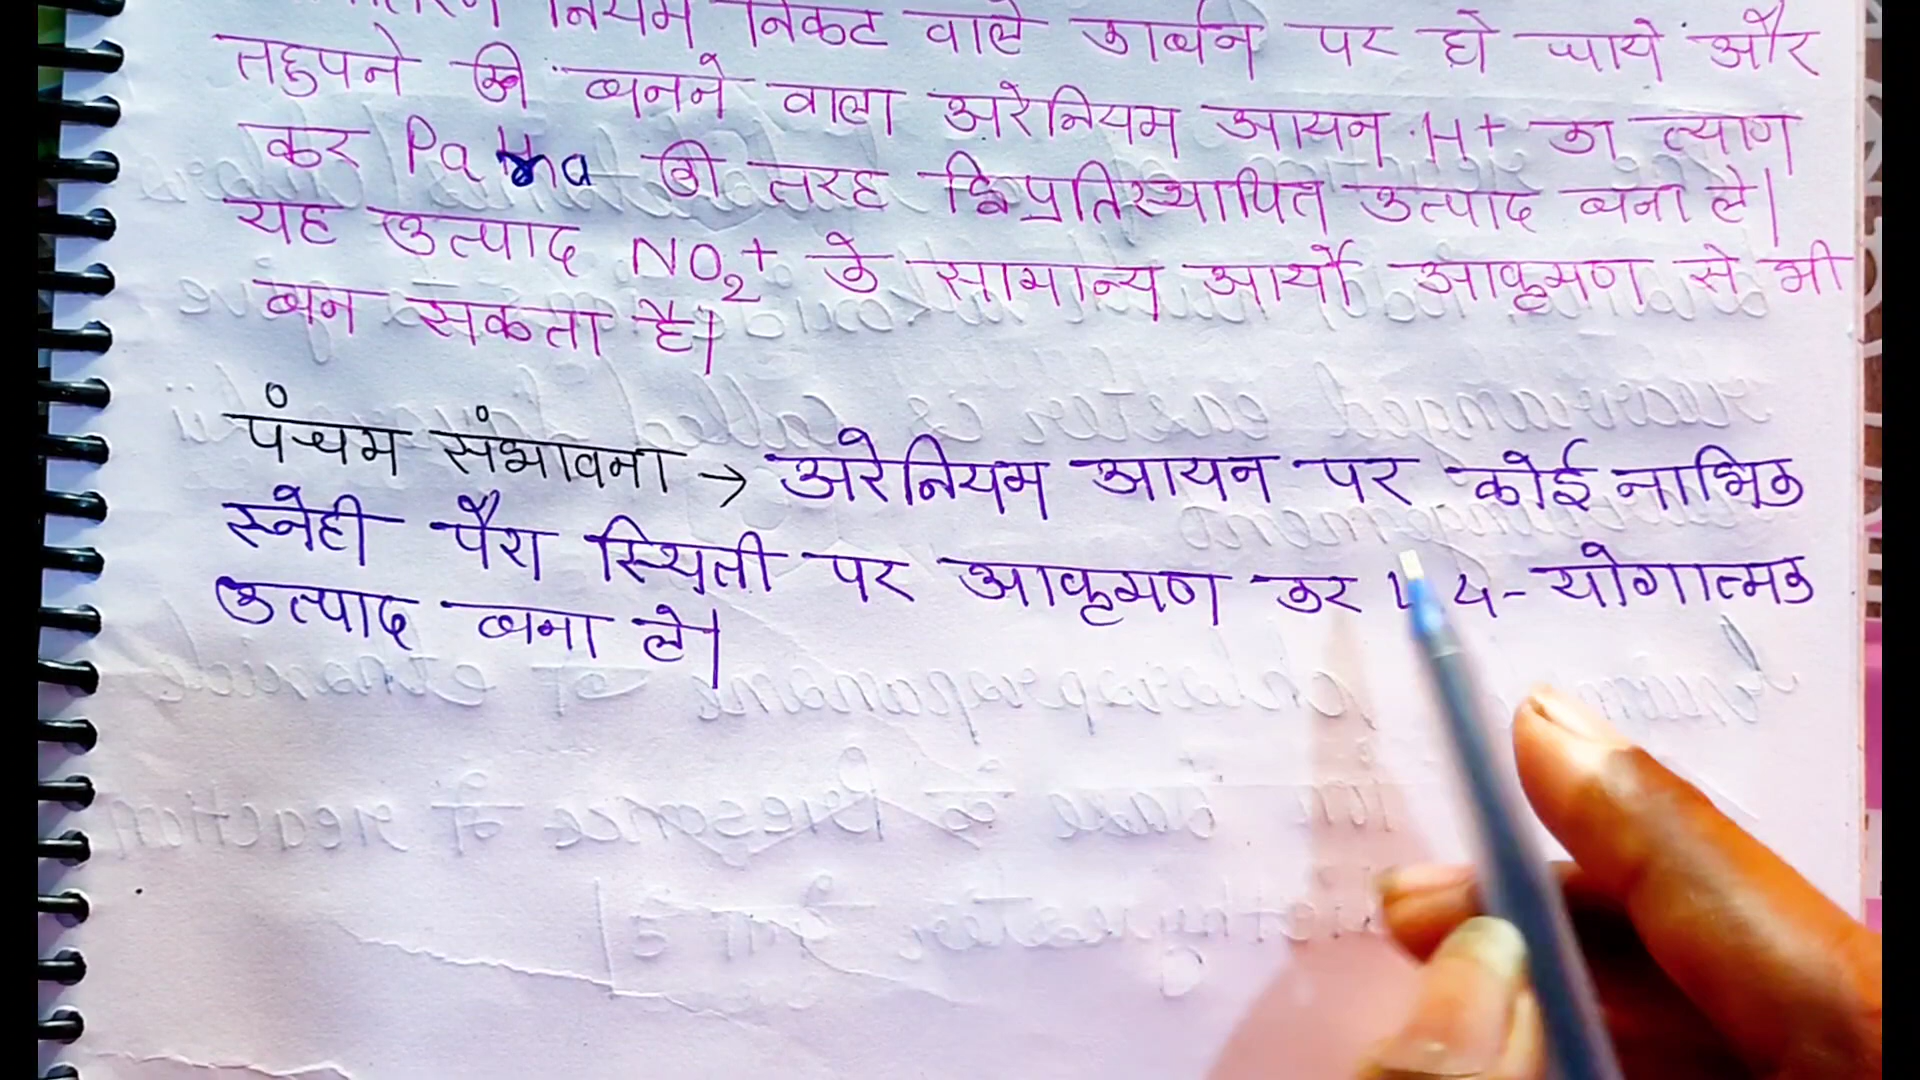 नियम निकट वाले कार्बन पर हो जाये और
तदुपने की बनने वाला अरेनियम आयन H+ का त्याग
कर Patha की तरह द्विप्रतिस्थापित उत्पाद बना ले।
यह उत्पाद NO₂+ के सामान्य आर्थो आक्रमण से भी
बन सकता है।
पंचम संभावना → अरेनियम आयन पर कोई नाभिक
स्नेही पैरा स्थिती पर आक्रमण कर 1,4-योगात्मक
उत्पाद बना ले।